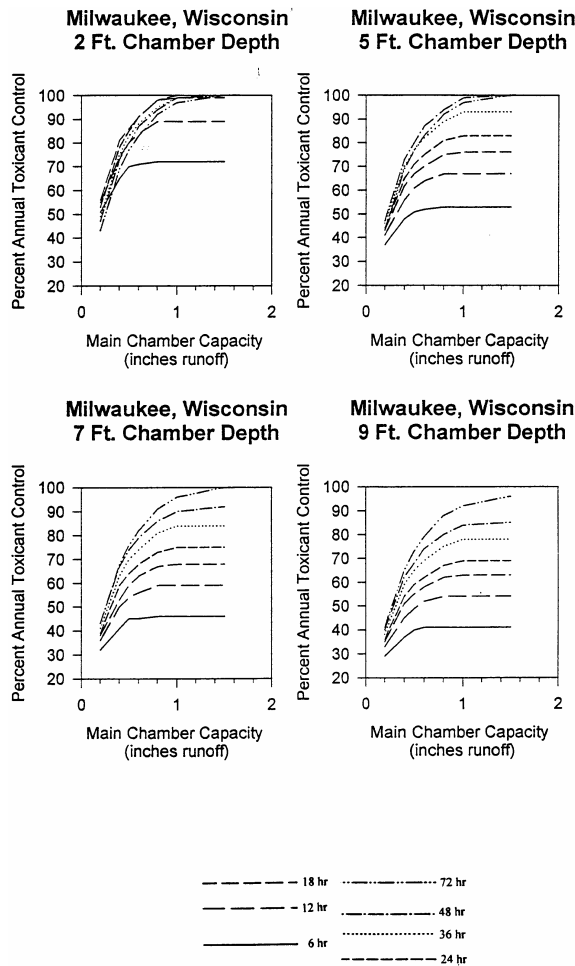 Milwaukee, Wisconsin
2 Ft. Chamber Depth
Percent Annual Toxicant Control
100
90
80
70
60
50
40
30
20
0
1
2
Main Chamber Capacity
(inches runoff)
Milwaukee, Wisconsin
5 Ft. Chamber Depth
Percent Annual Toxicant Control
100
90
80
70
60
50
40
30
20
0
1
2
Main Chamber Capacity
(inches runoff)
Milwaukee, Wisconsin
7 Ft. Chamber Depth
Percent Annual Toxicant Control
100
90
80
70
60
50
40
30
20
0
1
2
Main Chamber Capacity
(inches runoff)
Milwaukee, Wisconsin
9 Ft. Chamber Depth
Percent Annual Toxicant Control
100
90
80
70
60
50
40
30
20
0
1
2
Main Chamber Capacity
(inches runoff)
18 hr
12 hr
6 hr
72 hr
48 hr
36 hr
24 hr